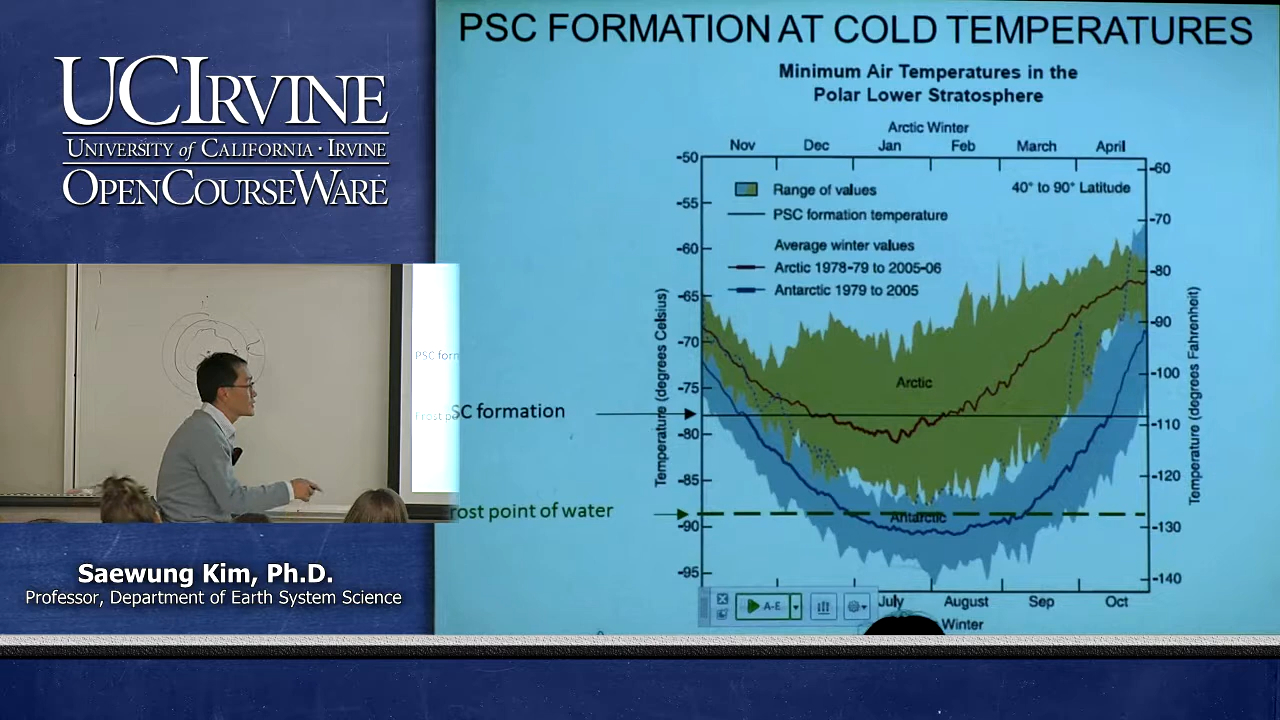 UCIRVINE
UNIVERSITY of CALIFORNIA · IRVINE
OPENCOURSEWARE
PSC form
Frost po
Saewung Kim, Ph.D.
Professor, Department of Earth System Science
PSC FORMATION AT COLD TEMPERATURES
Minimum Air Temperatures in the
Polar Lower Stratosphere
Arctic Winter
Nov Dec Jan Feb March April
-50 -60
Range of values 40° to 90° Latitude
-55
PSC formation temperature -70
-60 Average winter values
Arctic 1978-79 to 2005-06 -80
-65 Antarctic 1979 to 2005
-90
-70
-100
-75 Arctic
SC formation -110
-80
-120
-85
rost point of water Antarctic
-90 -130
-95 -140
Temperature (degrees Celsius)
Temperature (degrees Fahrenheit)
A-E
July August Sep Oct
Winter